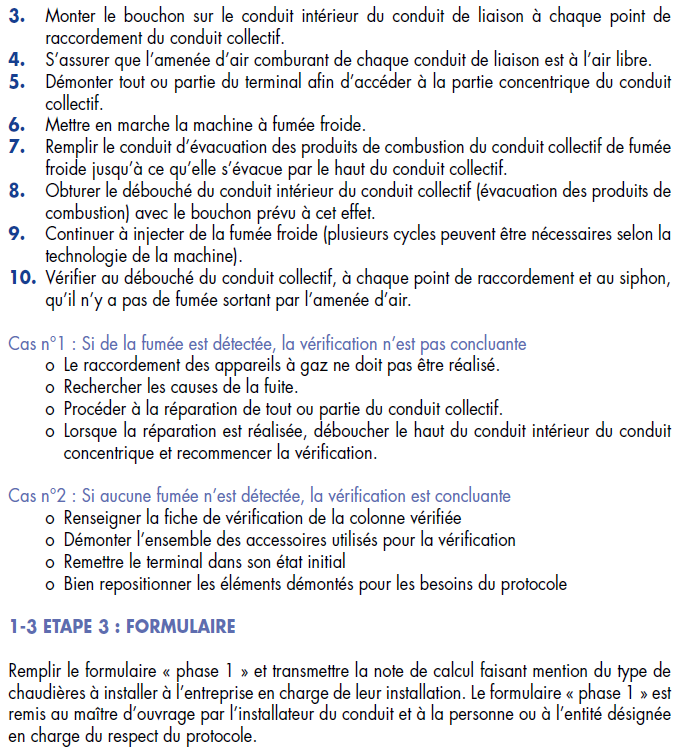 3. Monter le bouchon sur le conduit intérieur du conduit de liaison à chaque point de
raccordement du conduit collectif.
4. S'assurer que l'amenée d'air comburant de chaque conduit de liaison est à l'air libre.
5. Démonter tout ou partie du terminal afin d'accéder à la partie concentrique du conduit
collectif.
6. Mettre en marche la machine à fumée froide.
7. Remplir le conduit d'évacuation des produits de combustion du conduit collectif de fumée
froide jusqu'à ce qu'elle s'évacue par le haut du conduit collectif.
8. Obturer le débouché du conduit intérieur du conduit collectif (évacuation des produits de
combustion) avec le bouchon prévu à cet effet.
9. Continuer à injecter de la fumée froide (plusieurs cycles peuvent être nécessaires selon la
technologie de la machine).
10. Vérifier au débouché du conduit collectif, à chaque point de raccordement et au siphon,
qu'il n'y a pas de fumée sortant par l'amenée d'air.
Cas n°1 : Si de la fumée est détectée, la vérification n'est pas concluante
o Le raccordement des appareils à gaz ne doit pas être réalisé.
o Rechercher les causes de la fuite.
o Procéder à la réparation de tout ou partie du conduit collectif.
o Lorsque la réparation est réalisée, déboucher le haut du conduit intérieur du conduit
concentrique et recommencer la vérification.
Cas n°2 : Si aucune fumée n'est détectée, la vérification est concluante
o Renseigner la fiche de vérification de la colonne vérifiée
o Démonter l'ensemble des accessoires utilisés pour la vérification
o Remettre le terminal dans son état initial
o Bien repositionner les éléments démontés pour les besoins du protocole
1-3 ETAPE 3 : FORMULAIRE
Remplir le formulaire « phase 1 » et transmettre la note de calcul faisant mention du type de
chaudières à installer à l'entreprise en charge de leur installation. Le formulaire « phase 1 » est
remis au maître d'ouvrage par l'installateur du conduit et à la personne ou à l'entité désignée
en charge du respect du protocole.